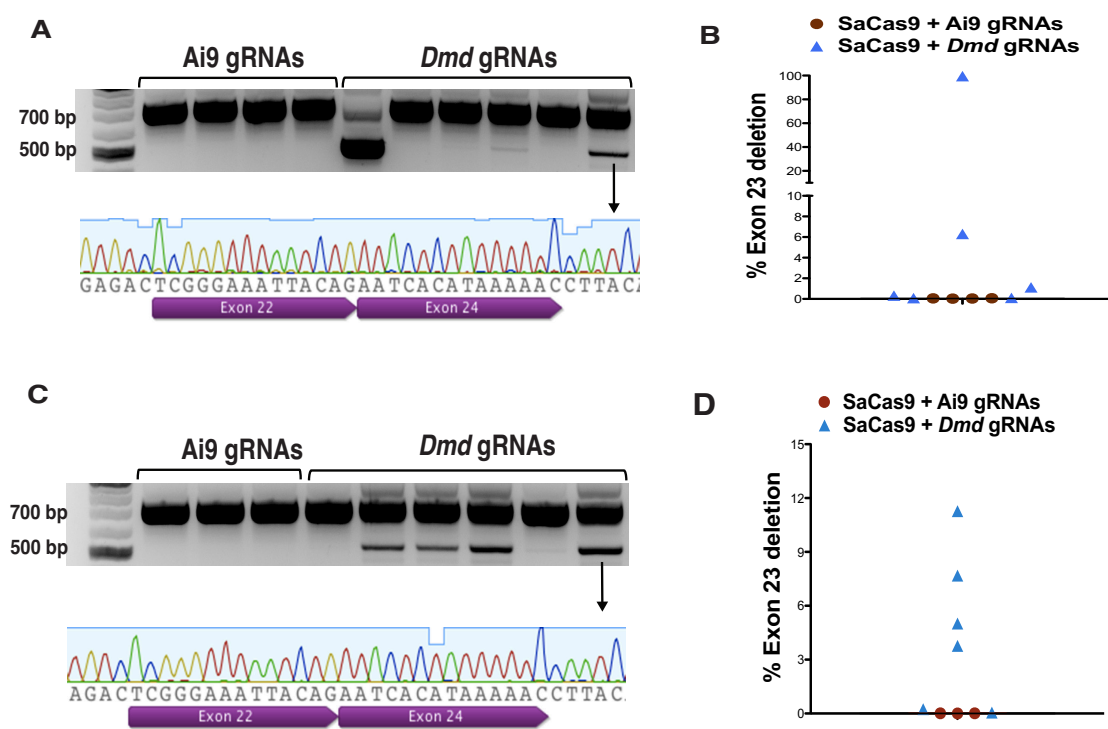 A
Ai9 gRNAs
Dmd gRNAs
700 bp
500 bp
GAGACTCGGGAAATTACAGAATCACATAAAAACCTTACA
Exon 22
Exon 24
B
SaCas9 + Ai9 gRNAs
SaCas9 + Dmd gRNAs
% Exon 23 deletion
100
80
60
40
20
10
8
6
4
2
0
C
Ai9 gRNAs
Dmd gRNAs
700 bp
500 bp
AGACTCGGGAAATTACAGAATCACATAAAAACCTTAC
Exon 22
Exon 24
D
SaCas9 + Ai9 gRNAs
SaCas9 + Dmd gRNAs
% Exon 23 deletion
15
12
9
6
3
0